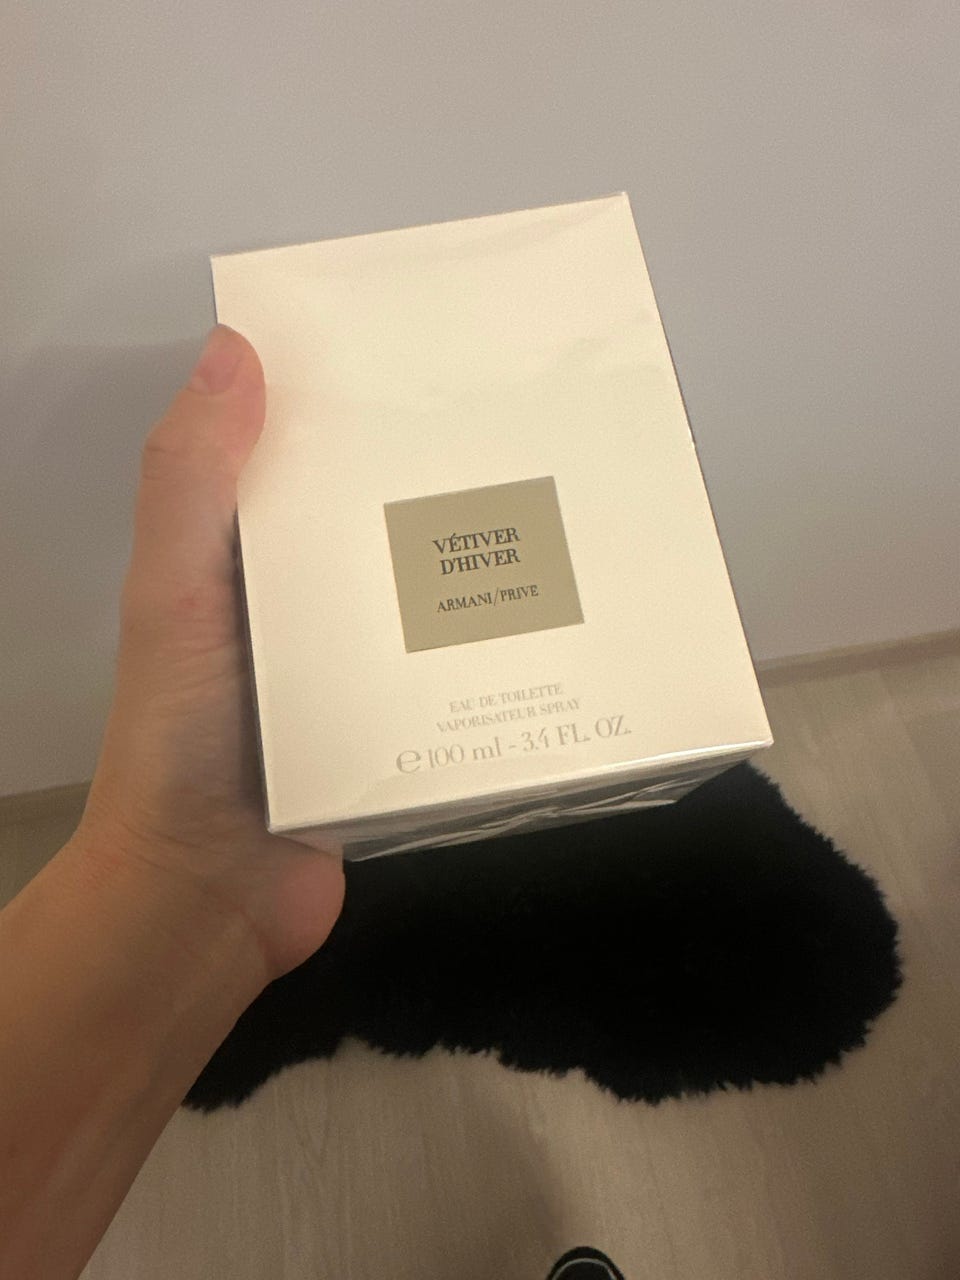 VÉTIVER
D'HIVER
ARMANI/PRIVE
EAU DE TOILETTE
VAPORISATEUR SPRAY
℮ 100 ml - 3.4 FL. OZ.